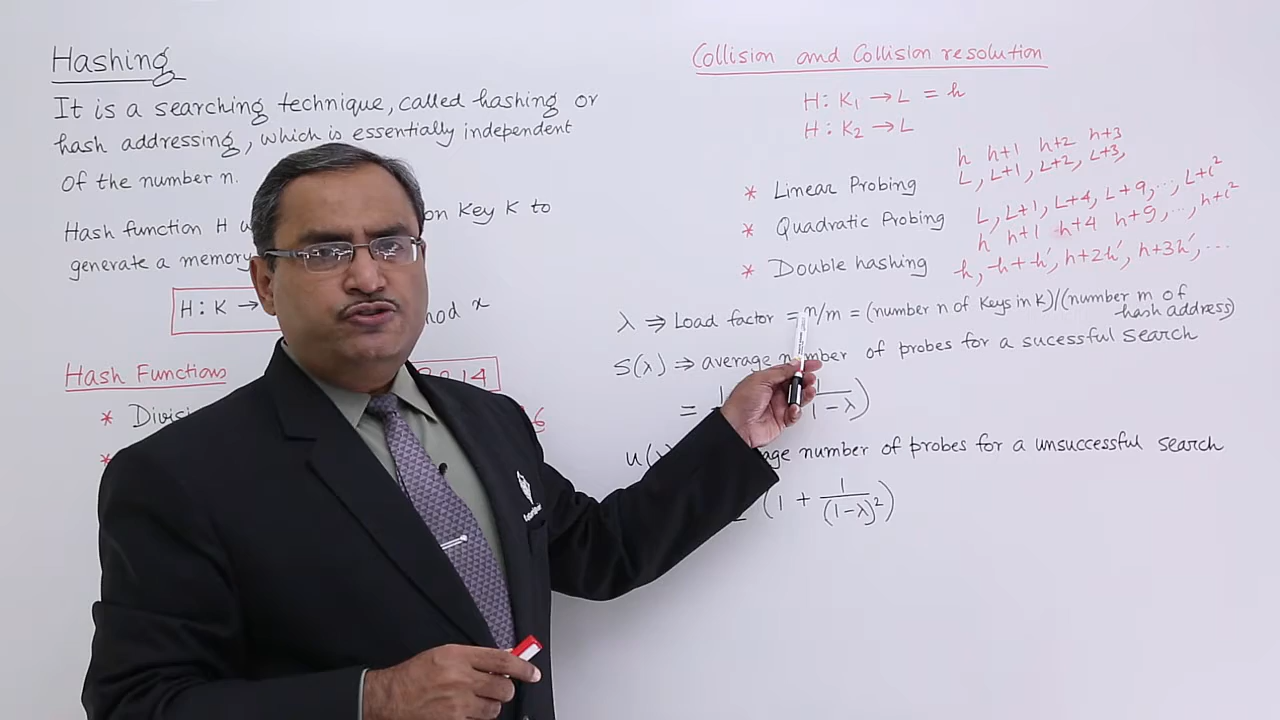 Hashing
It is a searching technique, called hashing or
hash addressing, which is essentially independent
of the number n.
Hash function H on Key K to
generate a memory
H: K → mod x
Hash Functions
*
*
Collision and Collision resolution
H: K₁ → L = h
H: K₂ → L
h h+1 h+2 h+3
* Linear Probing L, L+1, L+2, L+3,
* Quadratic Probing L, L+1, L+4, L+9, ..., L+i²
h h+1 h+4 h+9, ..., h+i²
* Double hashing h, h+h', h+2h', h+3h', ...
λ ⇒ Load factor = n/m = (number n of Keys in K)/(number m of
hash address)
S(λ) ⇒ average number of probes for a sucessful search
= 1 1/(1-λ))
u(λ) number of probes for a unsuccessful search
(1 + 1/(1-λ)²)